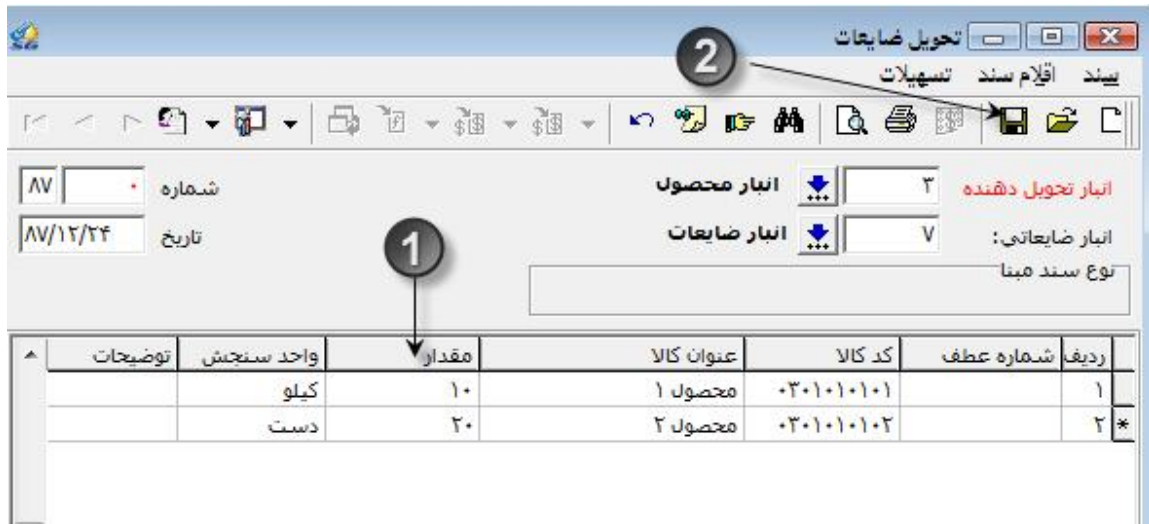 تحویل ضایعات
سند اقلام سند تسهیلات
2
انبار تحویل دهنده ۳ انبار محصول شماره ۰ ۸۷
انبار ضایعاتی: ۷ انبار ضایعات تاریخ ۸۷/۱۲/۲۴
نوع سند مبنا
1
ردیف شماره عطف کد کالا عنوان کالا مقدار واحد سنجش توضیحات
۱ ۰۳۰۱۰۱۰۱۰۱ محصول ۱ ۱۰ کیلو
* ۲ ۰۳۰۱۰۱۰۱۰۲ محصول ۲ ۲۰ دست